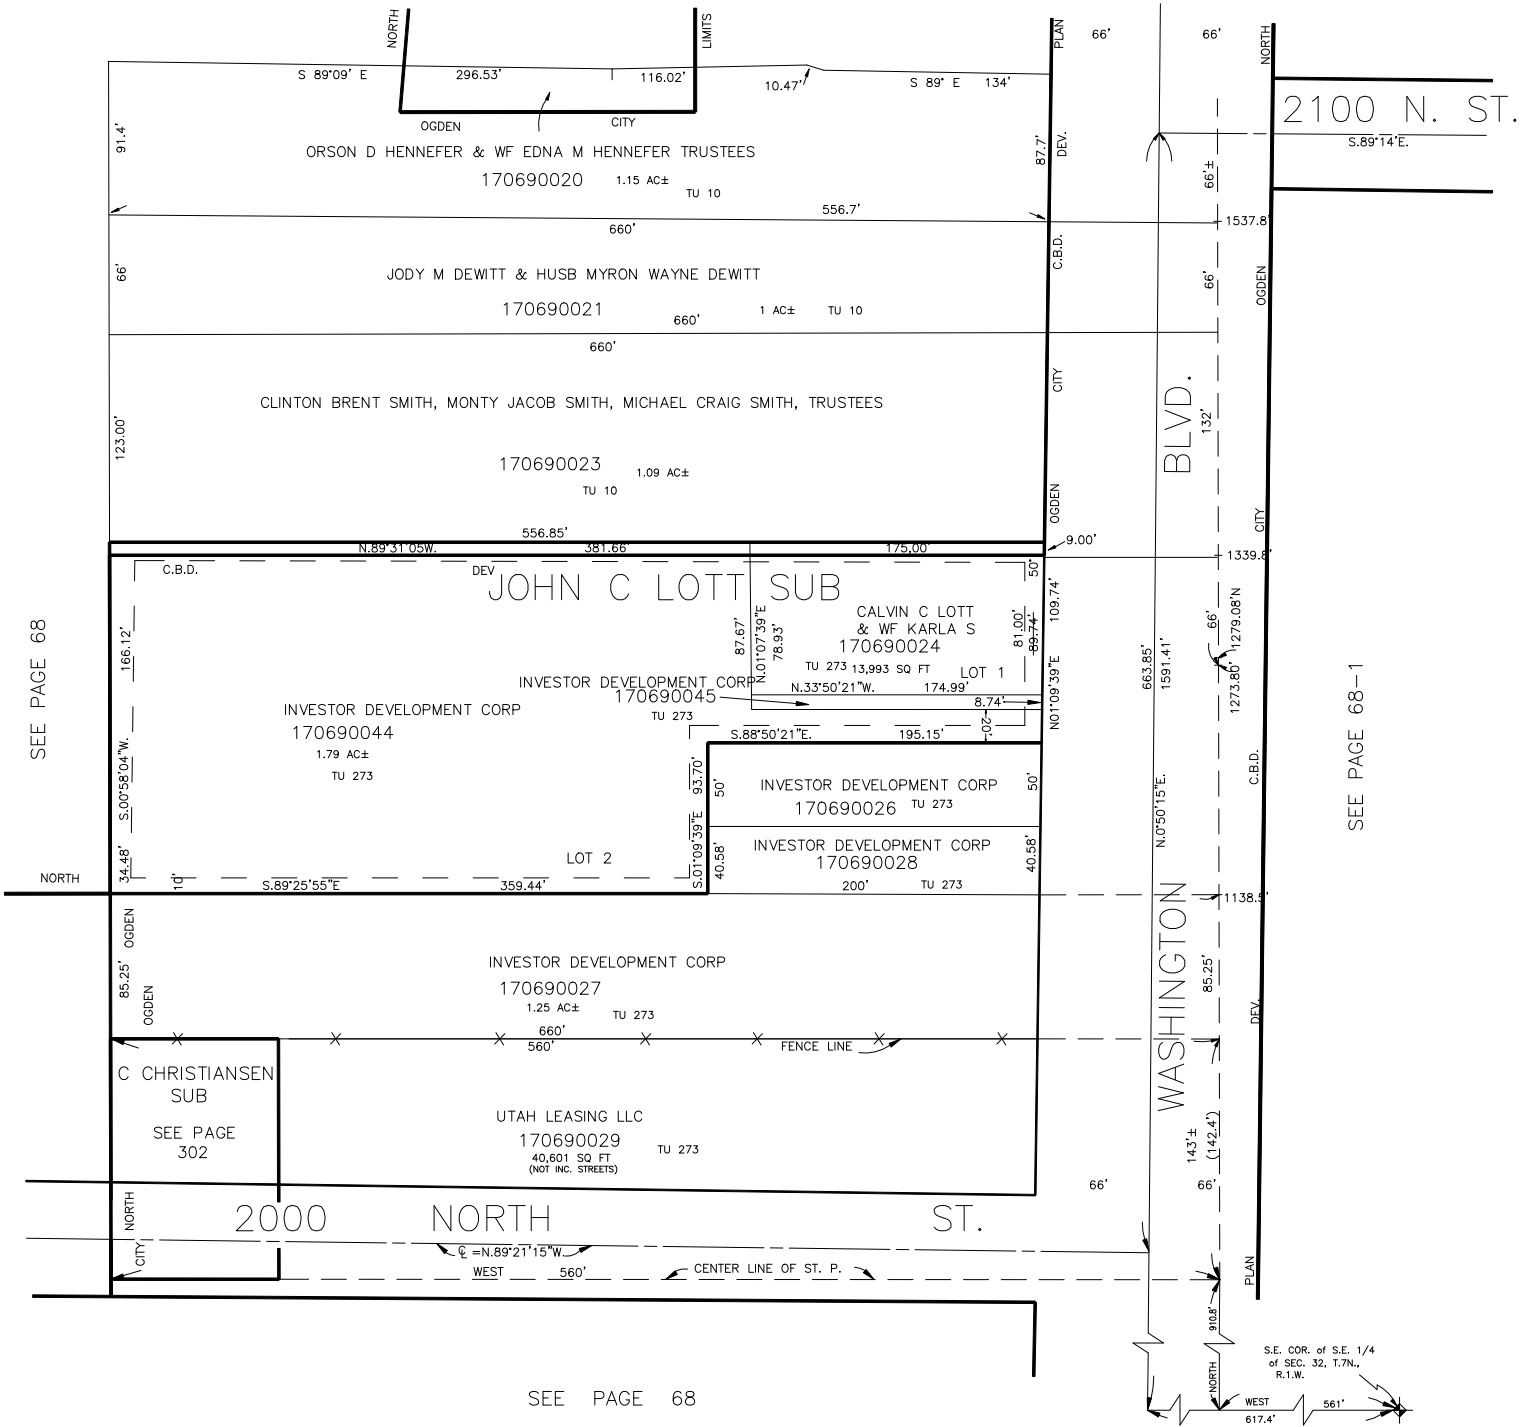 NORTH
LIMITS
PLAN
66'
66'
NORTH
S 89°09' E
296.53'
116.02'
10.47'
S 89° E 134'
2100 N. ST.
S.89°14'E.
OGDEN
CITY
91.4'
87.7'
DEV.
ORSON D HENNEFER & WF EDNA M HENNEFER TRUSTEES
170690020
1.15 AC±
TU 10
66'±
556.7'
660'
1537.8'
C.B.D.
66'
JODY M DEWITT & HUSB MYRON WAYNE DEWITT
66'
OGDEN
170690021
1 AC±
TU 10
660'
660'
CITY
BLVD.
132'
CLINTON BRENT SMITH, MONTY JACOB SMITH, MICHAEL CRAIG SMITH, TRUSTEES
123.00'
170690023
1.09 AC±
TU 10
OGDEN
CITY
556.85'
N.89°31'05W.
381.66'
175.00'
9.00'
1339.8'
C.B.D.
DEV
JOHN C LOTT SUB
50'
109.74'
CALVIN C LOTT
& WF KARLA S
170690024
TU 273
13,993 SQ FT
LOT 1
87.67'
N.01°07'39"E
78.93'
81.00'
89.74'
66'
1279.08'N
1273.80'
663.85'
1591.41'
SEE PAGE 68
166.12'
SEE PAGE 68-1
N.33°50'21"W.
174.99'
INVESTOR DEVELOPMENT CORP
170690045
TU 273
8.74'
20'
N01°09'39"E
INVESTOR DEVELOPMENT CORP
170690044
1.79 AC±
TU 273
S.88°50'21"E.
195.15'
S.00°58'04"W.
93.70'
50'
50'
INVESTOR DEVELOPMENT CORP
170690026
TU 273
N.0°50'15"E.
C.B.D.
S.01°09'39"E
40.58'
40.58'
INVESTOR DEVELOPMENT CORP
170690028
LOT 2
34.48'
NORTH
10'
S.89°25'55"E
359.44'
200'
TU 273
1138.5'
OGDEN
WASHINGTON
INVESTOR DEVELOPMENT CORP
170690027
1.25 AC±
TU 273
85.25'
85.25'
OGDEN
DEV.
660'
560'
FENCE LINE
C CHRISTIANSEN
SUB
SEE PAGE
302
UTAH LEASING LLC
170690029
40,601 SQ FT
(NOT INC. STREETS)
TU 273
143'±
(142.4')
66'
66'
NORTH
2000 NORTH ST.
CITY
℄ =N.89°21'15"W.
WEST
560'
CENTER LINE OF ST. P.
PLAN
910.8'
S.E. COR. of S.E. 1/4
of SEC. 32, T.7N.,
R.1.W.
NORTH
SEE PAGE 68
WEST
561'
617.4'